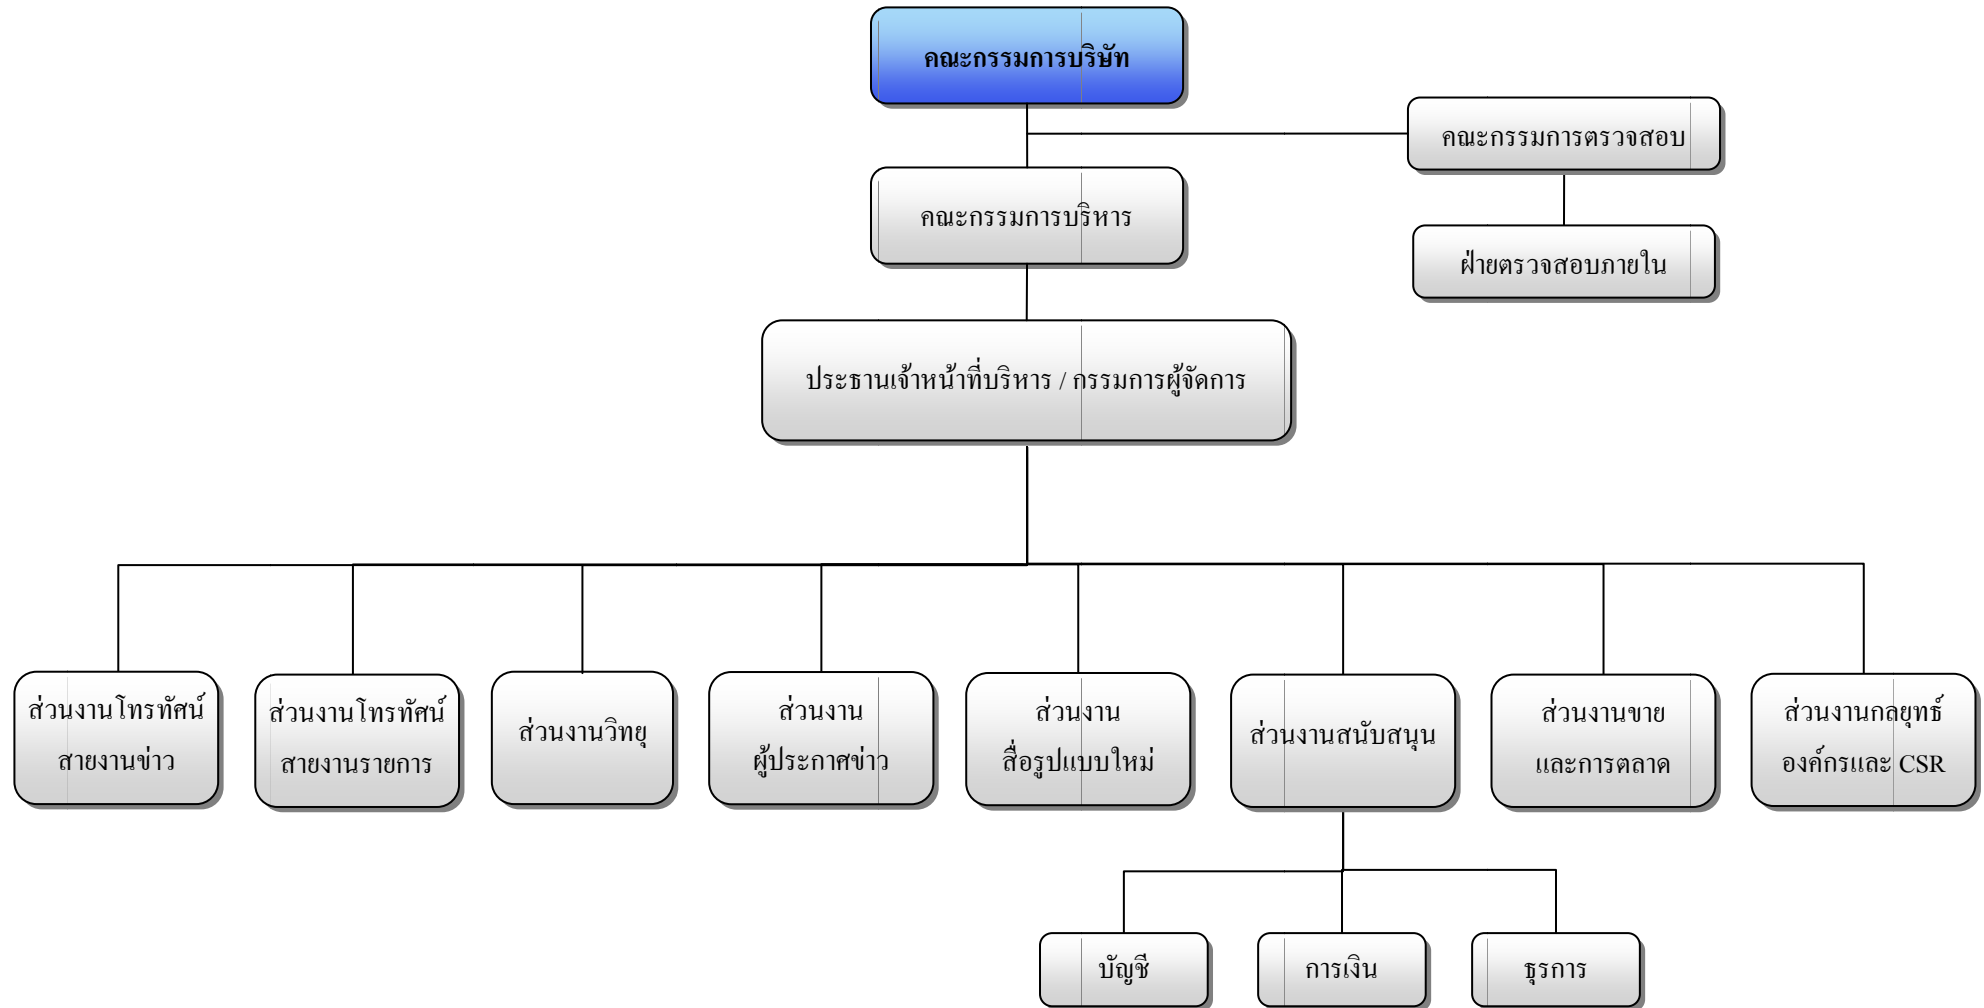 คณะกรรมการบริษัท
คณะกรรมการตรวจสอบ
คณะกรรมการบริหาร
ฝ่ายตรวจสอบภายใน
ประธานเจ้าหน้าที่บริหาร / กรรมการผู้จัดการ
ส่วนงานโทรทัศน์
สายงานข่าว
ส่วนงานโทรทัศน์
สายงานรายการ
ส่วนงานวิทยุ
ส่วนงาน
ผู้ประกาศข่าว
ส่วนงาน
สื่อรูปแบบใหม่
ส่วนงานสนับสนุน
ส่วนงานขาย
และการตลาด
ส่วนงานกลยุทธ์
องค์กรและ CSR
บัญชี
การเงิน
ธุรการ